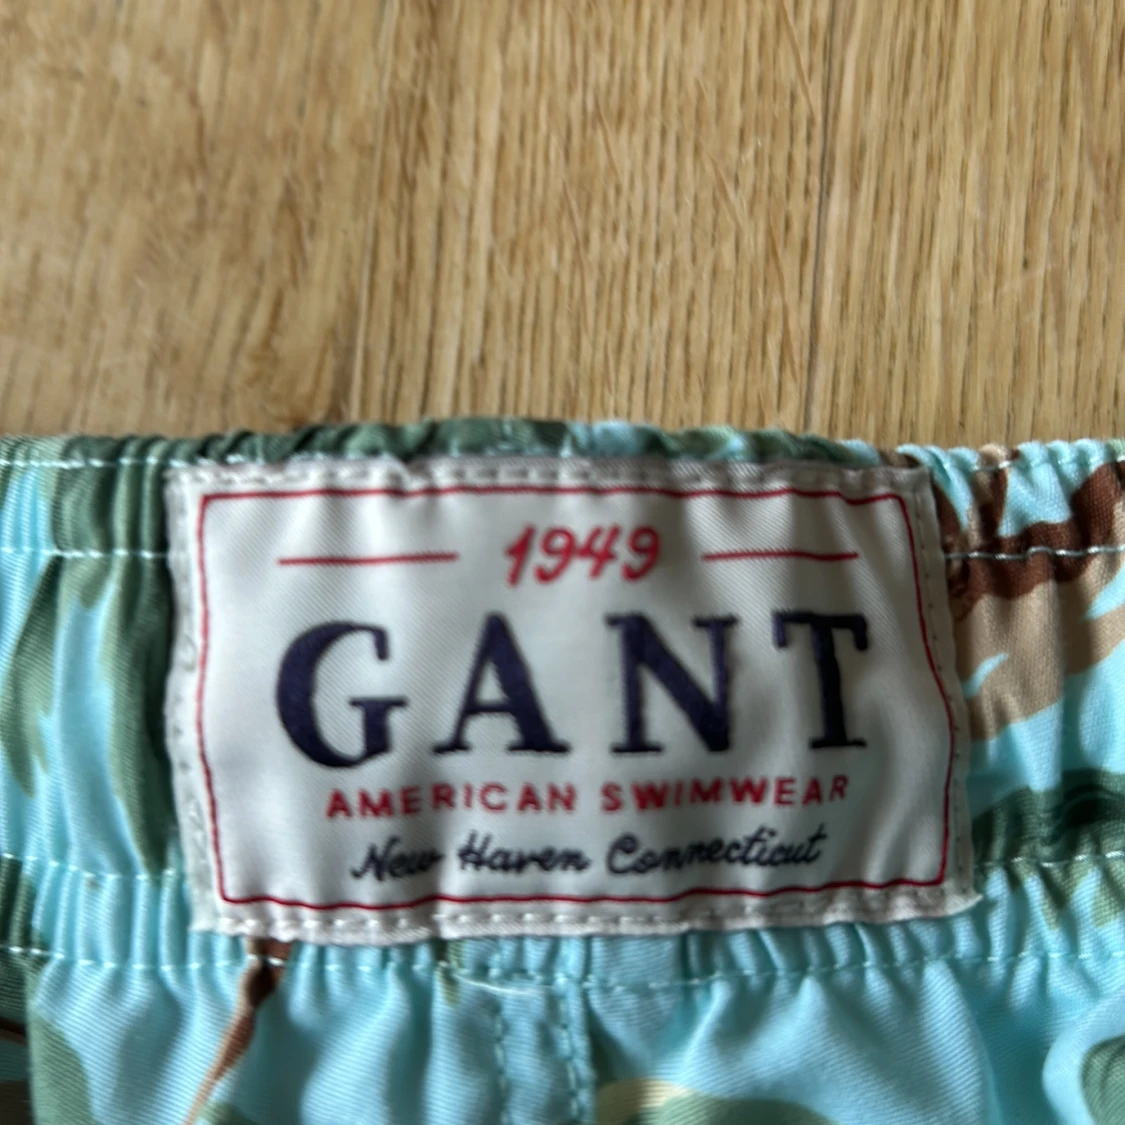 1949
GANT
AMERICAN SWIMWEAR
New Haven Connecticut